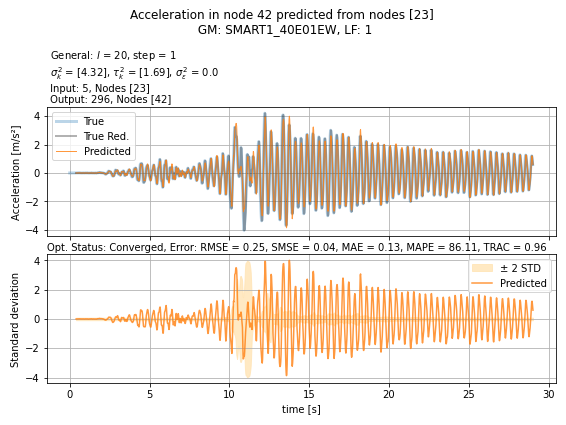 Acceleration in node 42 predicted from nodes [23]
GM: SMART1_40E01EW, LF: 1
General: l = 20, step = 1
σ²ₖ = [4.32], τ²ₖ = [1.69], σ²ε = 0.0
Input: 5, Nodes [23]
Output: 296, Nodes [42]
Acceleration [m/s²]
4
2
0
−2
−4
True
True Red.
Predicted
Opt. Status: Converged, Error: RMSE = 0.25, SMSE = 0.04, MAE = 0.13, MAPE = 86.11, TRAC = 0.96
Standard deviation
4
2
0
−2
−4
± 2 STD
Predicted
0 5 10 15 20 25 30
time [s]